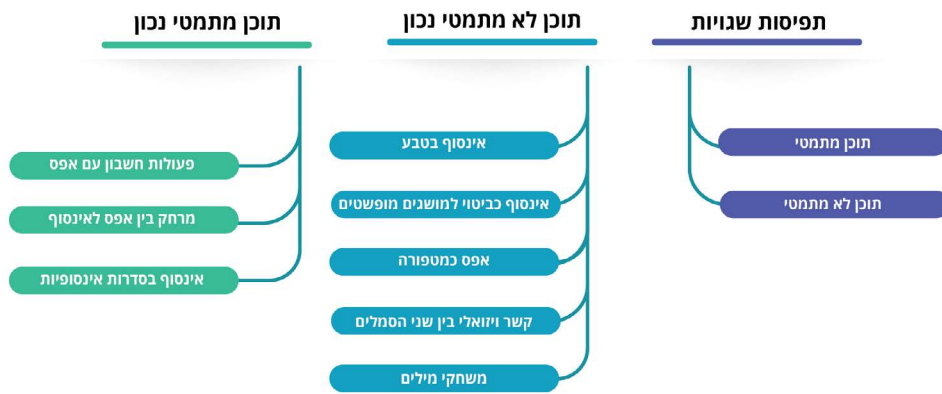 תפיסות שגויות
תוכן מתמטי
תוכן לא מתמטי
תוכן לא מתמטי נכון
אינסוף בטבע
אינסוף כביטוי למושגים מופשטים
אפס כמטפורה
קשר ויזואלי בין שני הסמלים
משחקי מילים
תוכן מתמטי נכון
פעולות חשבון עם אפס
מרחק בין אפס לאינסוף
אינסוף בסדרות אינסופיות